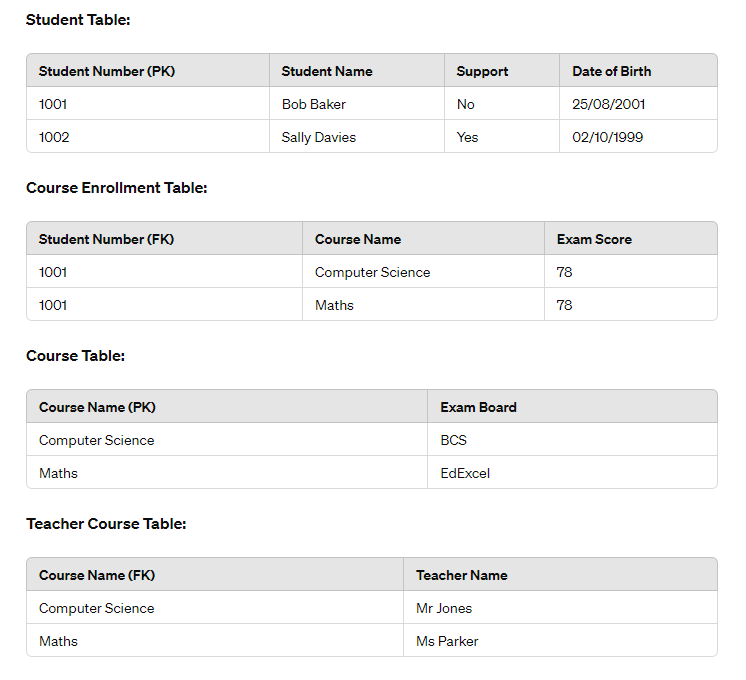 Student Table:
Student Number (PK) Student Name Support Date of Birth
1001 Bob Baker No 25/08/2001
1002 Sally Davies Yes 02/10/1999
Course Enrollment Table:
Student Number (FK) Course Name Exam Score
1001 Computer Science 78
1001 Maths 78
Course Table:
Course Name (PK) Exam Board
Computer Science BCS
Maths EdExcel
Teacher Course Table:
Course Name (FK) Teacher Name
Computer Science Mr Jones
Maths Ms Parker